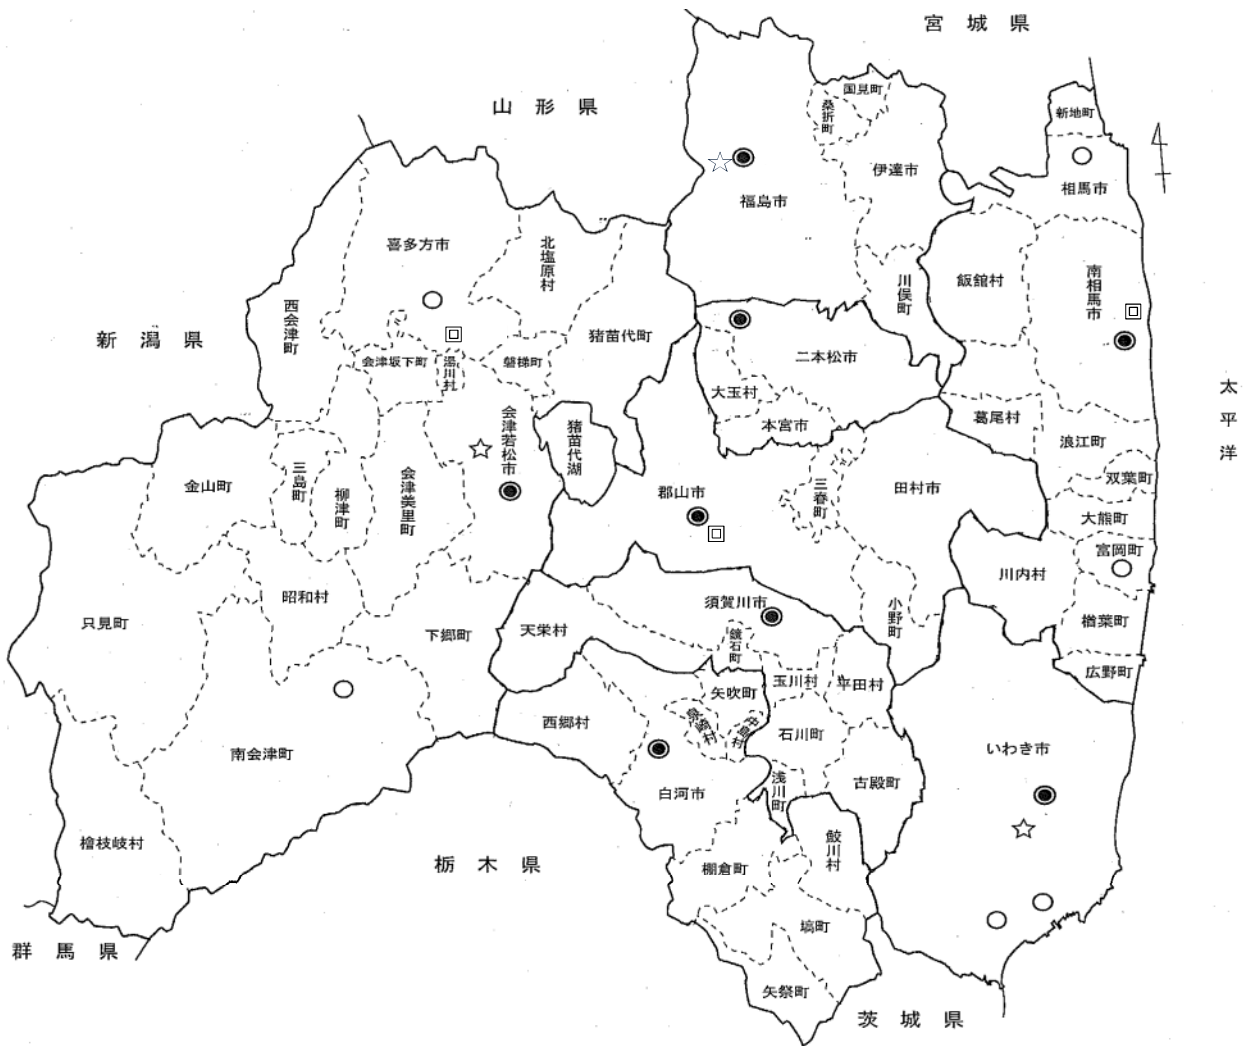 宮城県
山形県
国見町
桑折町
新地町
伊達市
相馬市
福島市
喜多方市
北塩原村
川俣町
飯舘村
南相馬市
西会津町
新潟県
猪苗代町
二本松市
会津坂下町
湯川村
磐梯町
太平洋
大玉村
本宮市
葛尾村
浪江町
会津若松市
猪苗代湖
三島町
金山町
柳津町
会津美里町
郡山市
三春町
田村市
双葉町
大熊町
富岡町
川内村
昭和村
只見町
下郷町
天栄村
須賀川市
鏡石町
小野町
楢葉町
広野町
玉川村
平田村
矢吹町
西郷村
泉崎村
中島村
石川町
南会津町
いわき市
白河市
浅川町
古殿町
檜枝岐村
栃木県
棚倉町
鮫川村
塙町
群馬県
矢祭町
茨城県